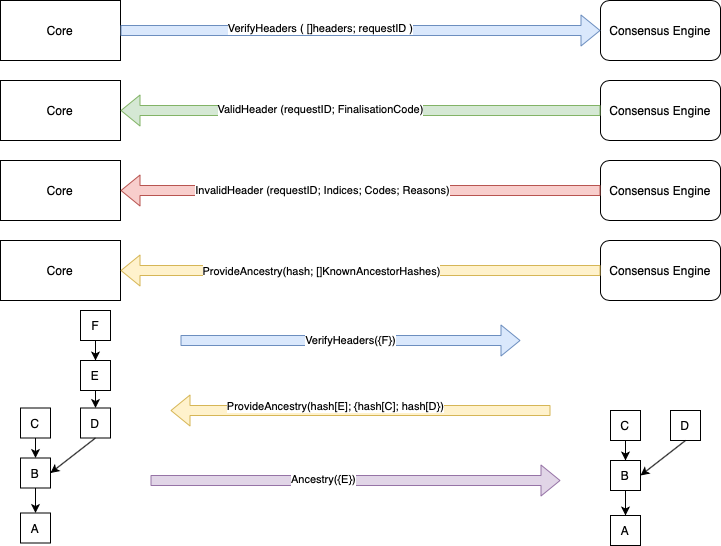 Core
VerifyHeaders ( []headers; requestID )
Consensus Engine
Core
ValidHeader (requestID; FinalisationCode)
Consensus Engine
Core
InvalidHeader (requestID; Indices; Codes; Reasons)
Consensus Engine
Core
ProvideAncestry(hash; []KnownAncestorHashes)
Consensus Engine
F
VerifyHeaders({F})
E
ProvideAncestry(hash[E]; {hash[C]; hash[D})
C
D
C
D
B
Ancestry({E})
B
A
A